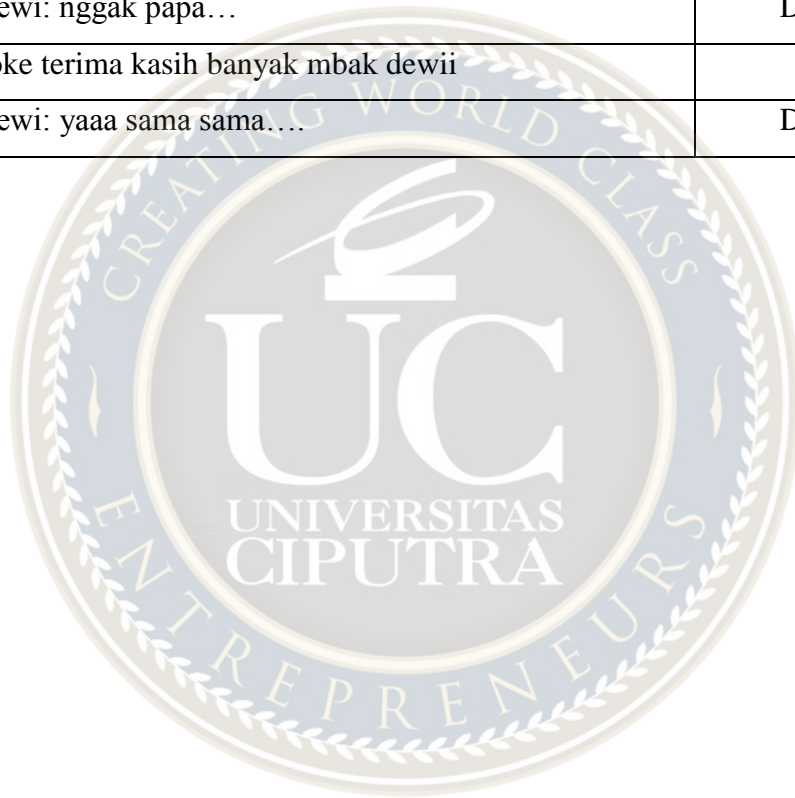 ewi: nggak papa… D
oke terima kasih banyak mbak dewii
ewi: yaaa sama sama…. D
CREATING WORLD CLASS
UC
UNIVERSITAS
CIPUTRA
ENTREPRENEURS